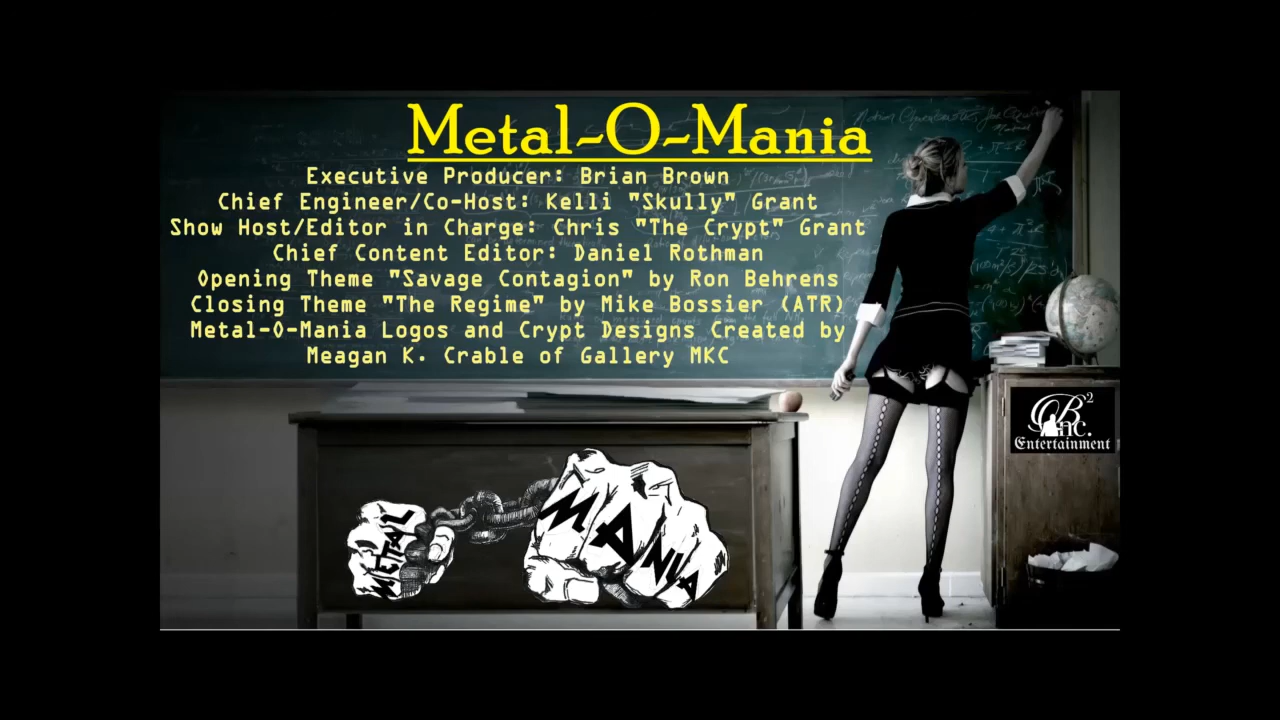 Metal-O-Mania
Executive Producer: Brian Brown
Chief Engineer/Co-Host: Kelli "Skully" Grant
Show Host/Editor in Charge: Chris "The Crypt" Grant
Chief Content Editor: Daniel Rothman
Opening Theme "Savage Contagion" by Ron Behrens
Closing Theme "The Regime" by Mike Bossier (ATR)
Metal-O-Mania Logos and Crypt Designs Created by
Meagan K. Crable of Gallery MKC
B2
Inc.
Entertainment
METAL
MANIA